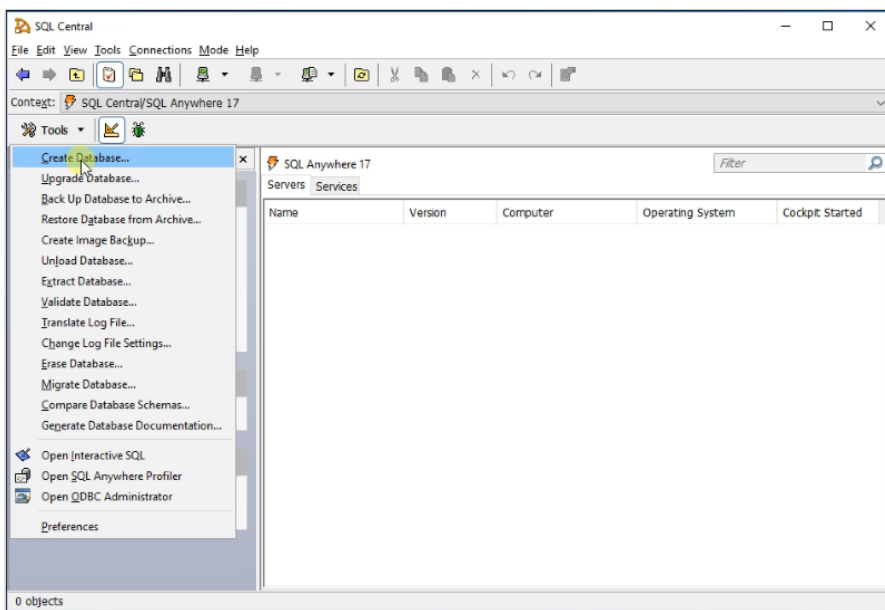 SQL Central
File Edit View Tools Connections Mode Help
Context: SQL Central/SQL Anywhere 17
Tools
Create Database...
Upgrade Database...
Back Up Database to Archive...
Restore Database from Archive...
Create Image Backup...
Unload Database...
Extract Database...
Validate Database...
Translate Log File...
Change Log File Settings...
Erase Database...
Migrate Database...
Compare Database Schemas...
Generate Database Documentation...
Open Interactive SQL
Open SQL Anywhere Profiler
Open ODBC Administrator
Preferences
SQL Anywhere 17
Filter
Servers Services
Name Version Computer Operating System Cockpit Started
0 objects